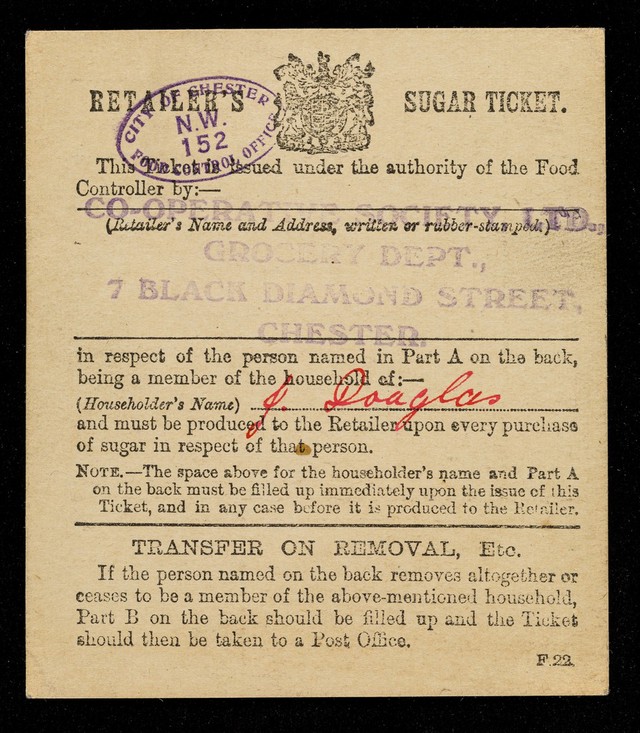 RETAILER'S SUGAR TICKET.
CITY OF CHESTER
N.W.
152
FOOD CONTROL OFFICE
This Ticket is issued under the authority of the Food
Controller by:—
CO-OPERATIVE SOCIETY, LTD.,
(Retailer's Name and Address, written or rubber-stamped.)
GROCERY DEPT.,
7 BLACK DIAMOND STREET,
CHESTER.
in respect of the person named in Part A on the back,
being a member of the household of:—
(Householder's Name) J. Douglas
and must be produced to the Retailer upon every purchase
of sugar in respect of that person.
NOTE.—The space above for the householder's name and Part A
on the back must be filled up immediately upon the issue of this
Ticket, and in any case before it is produced to the Retailer.
TRANSFER ON REMOVAL, Etc.
If the person named on the back removes altogether or
ceases to be a member of the above-mentioned household,
Part B on the back should be filled up and the Ticket
should then be taken to a Post Office.
F.22.